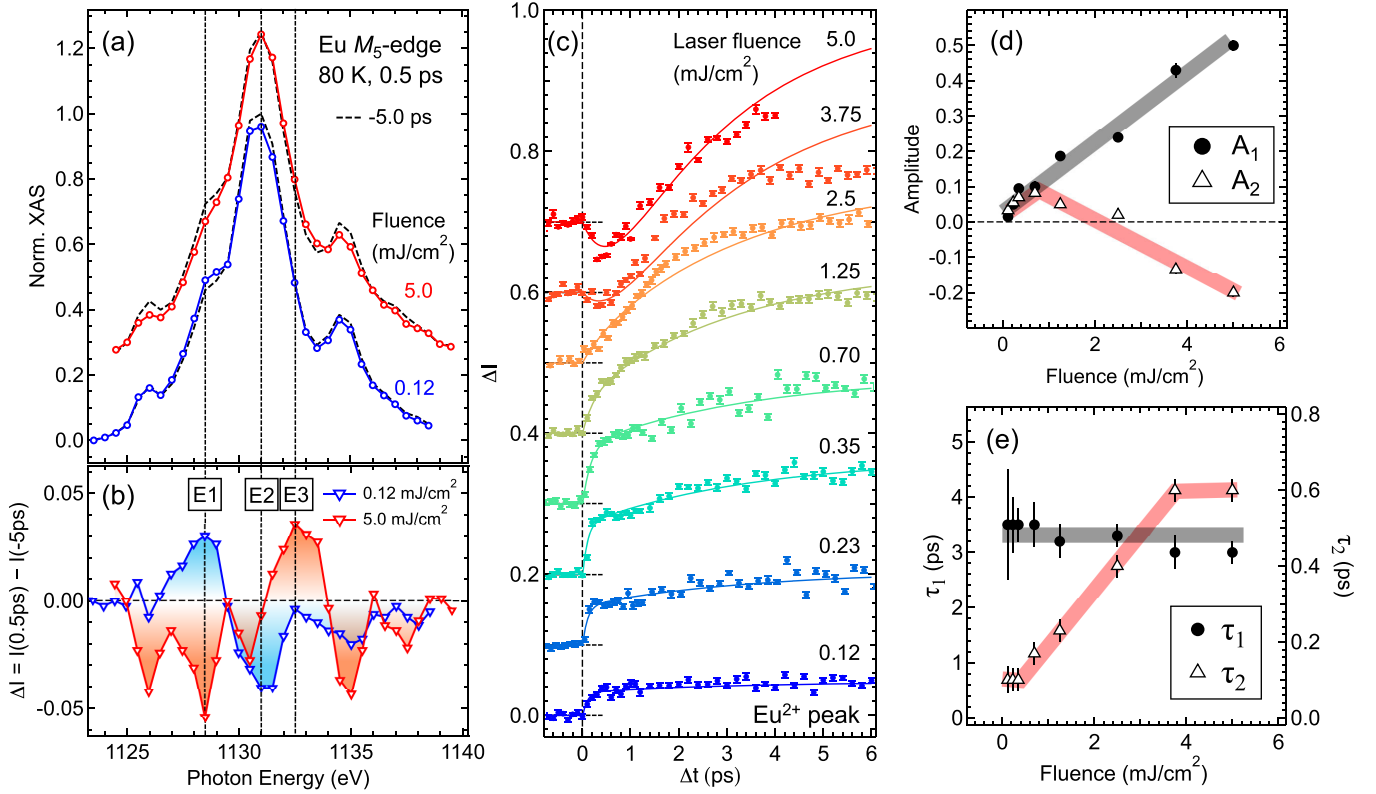 (a)
Eu M5-edge
80 K, 0.5 ps
-5.0 ps
Fluence
(mJ/cm²)
5.0
0.12
1.2
1.0
0.8
0.6
0.4
0.2
0.0
Norm. XAS
(b)
E1
E2
E3
0.12 mJ/cm²
5.0 mJ/cm²
0.05
0.00
-0.05
ΔI = I(0.5ps) − I(-5ps)
1125
1130
1135
1140
Photon Energy (eV)
(c)
Laser fluence
(mJ/cm²)
5.0
3.75
2.5
1.25
0.70
0.35
0.23
0.12
Eu²⁺ peak
1.0
0.8
0.6
0.4
0.2
0.0
ΔI
0
1
2
3
4
5
6
Δt (ps)
(d)
0
2
4
6
0.5
0.4
0.3
0.2
0.1
0.0
-0.1
-0.2
Amplitude
A₁
A₂
Fluence (mJ/cm²)
(e)
5
4
3
2
1
0
τ₁ (ps)
0.8
0.6
0.4
0.2
0.0
τ₂ (ps)
τ₁
τ₂
0
2
4
6
Fluence (mJ/cm²)